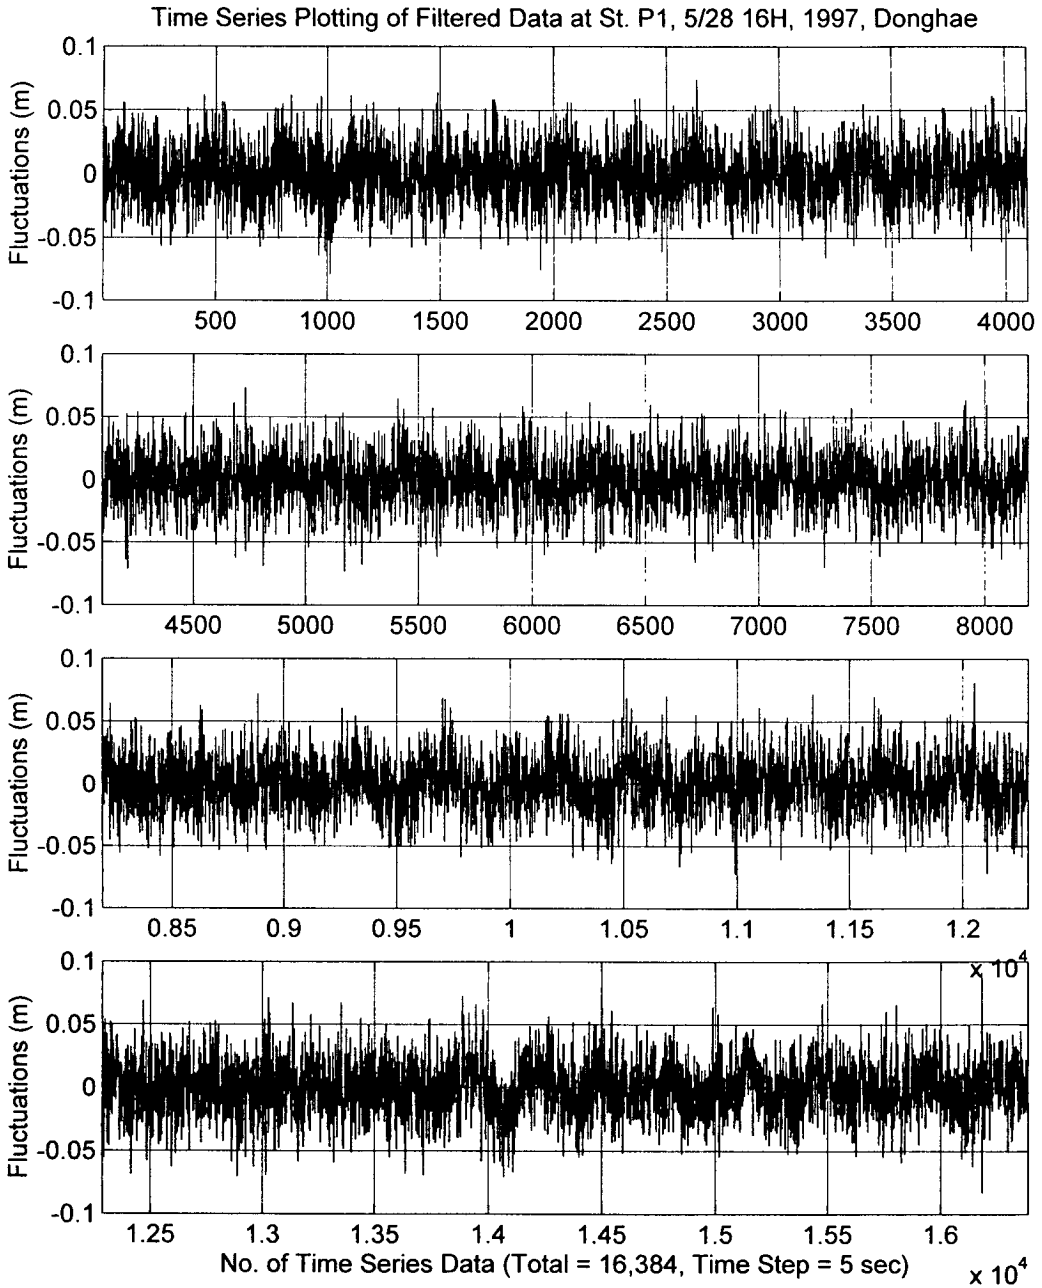 Time Series Plotting of Filtered Data at St. P1, 5/28 16H, 1997, Donghae
0.1
0.05
0
-0.05
-0.1
Fluctuations (m)
500 1000 1500 2000 2500 3000 3500 4000
0.1
0.05
0
-0.05
-0.1
Fluctuations (m)
4500 5000 5500 6000 6500 7000 7500 8000
0.1
0.05
0
-0.05
-0.1
Fluctuations (m)
0.85 0.9 0.95 1 1.05 1.1 1.15 1.2
x 10^4
0.1
0.05
0
-0.05
-0.1
Fluctuations (m)
1.25 1.3 1.35 1.4 1.45 1.5 1.55 1.6
No. of Time Series Data (Total = 16,384, Time Step = 5 sec)
x 10^4